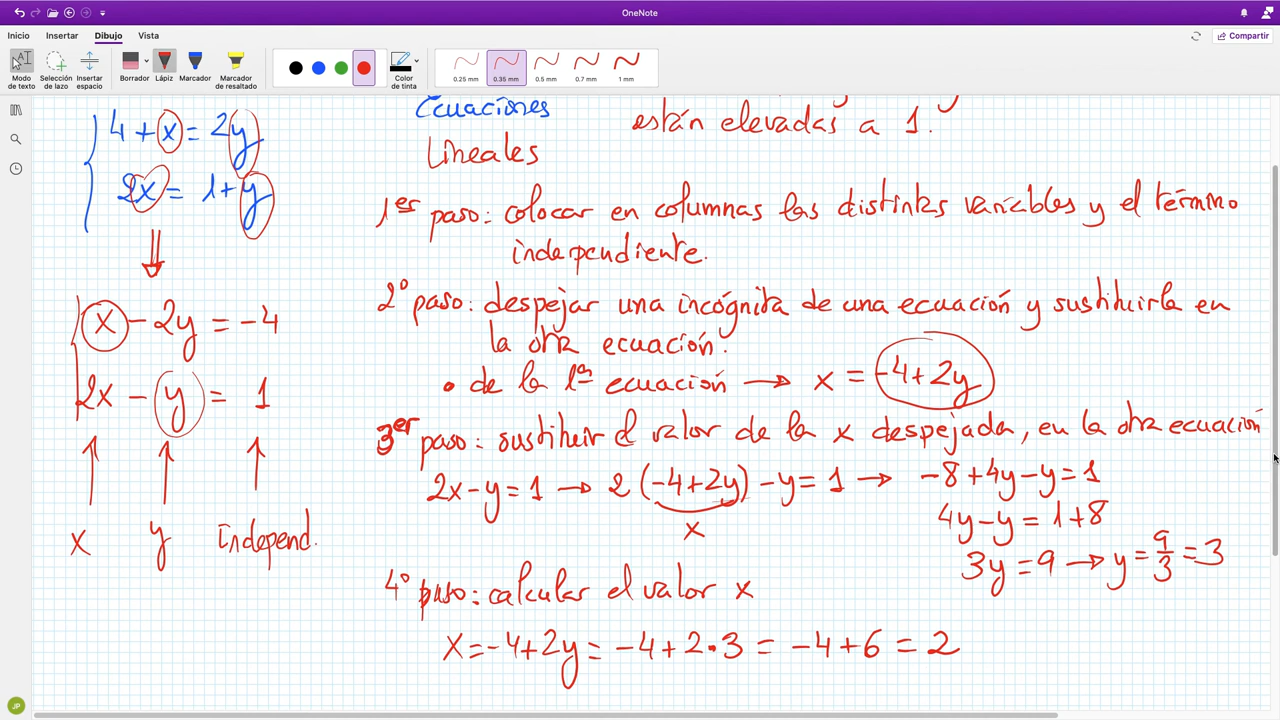 OneNote
Inicio Insertar Dibujo Vista
Compartir
Modo de texto
Selección de lazo
Insertar espacio
Borrador
Lápiz
Marcador
Marcador de resaltado
Color de tinta
0.25 mm
0.35 mm
0.5 mm
0.7 mm
1 mm
4 + x = 2y
2x = 1 + y
x - 2y = -4
2x - y = 1
x y independ.
Ecuaciones
Lineales
están elevadas a 1.
1er paso: colocar en columnas las distintas variables y el término
independiente.
2º paso: despejar una incógnita de una ecuación y sustituirla en
la otra ecuación.
• de la 1ª ecuación → x = -4+2y
3er paso: sustituir el valor de la x despejada, en la otra ecuación
2x-y=1 → 2(-4+2y)-y=1 → -8+4y-y=1
x
4y-y=1+8
3y=9 → y=9/3=3
4º paso: calcular el valor x
x=-4+2y=-4+2·3=-4+6=2
JP